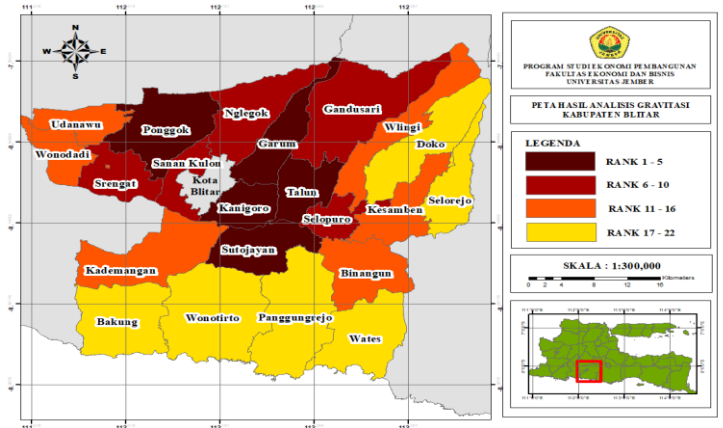 N
W E
S
Udanawu
Wonodadi
Ponggok
Nglegok
Gandusari
Wlingi
Doko
Garum
Sanan Kulon
Srengat
Kota
Blitar
Kanigoro
Talun
Selopuro
Kesamben
Selorejo
Sutojayan
Kademangan
Binangun
Bakung
Wonotirto
Panggungrejo
Wates
UNIVERSITAS
JEMBER
PROGRAM STUDI EKONOMI PEMBANGUNAN
FAKULTAS EKONOMI DAN BISNIS
UNIVERSITAS JEMBER
PETA HASIL ANALISIS GRAVITASI
KABUPATEN BLITAR
LEGENDA
RANK 1 - 5
RANK 6 - 10
RANK 11 - 16
RANK 17 - 22
SKALA : 1:300,000
Kilometers
0 2 4 8 12 16